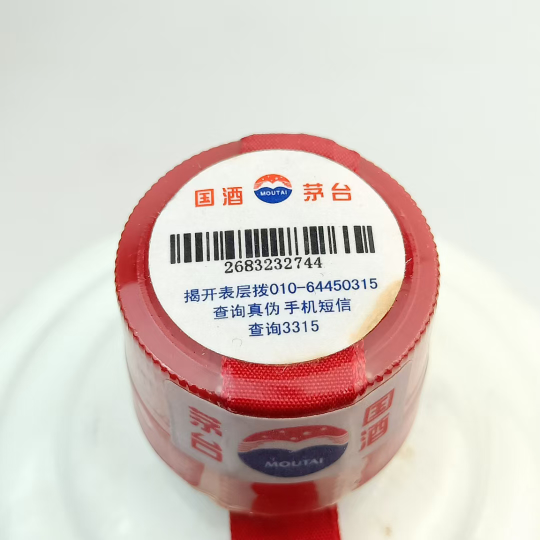 国酒 MOUTAI 茅台
2683232744
揭开表层拨010-64450315
查询真伪 手机短信
查询3315
茅台 MOUTAI 国酒